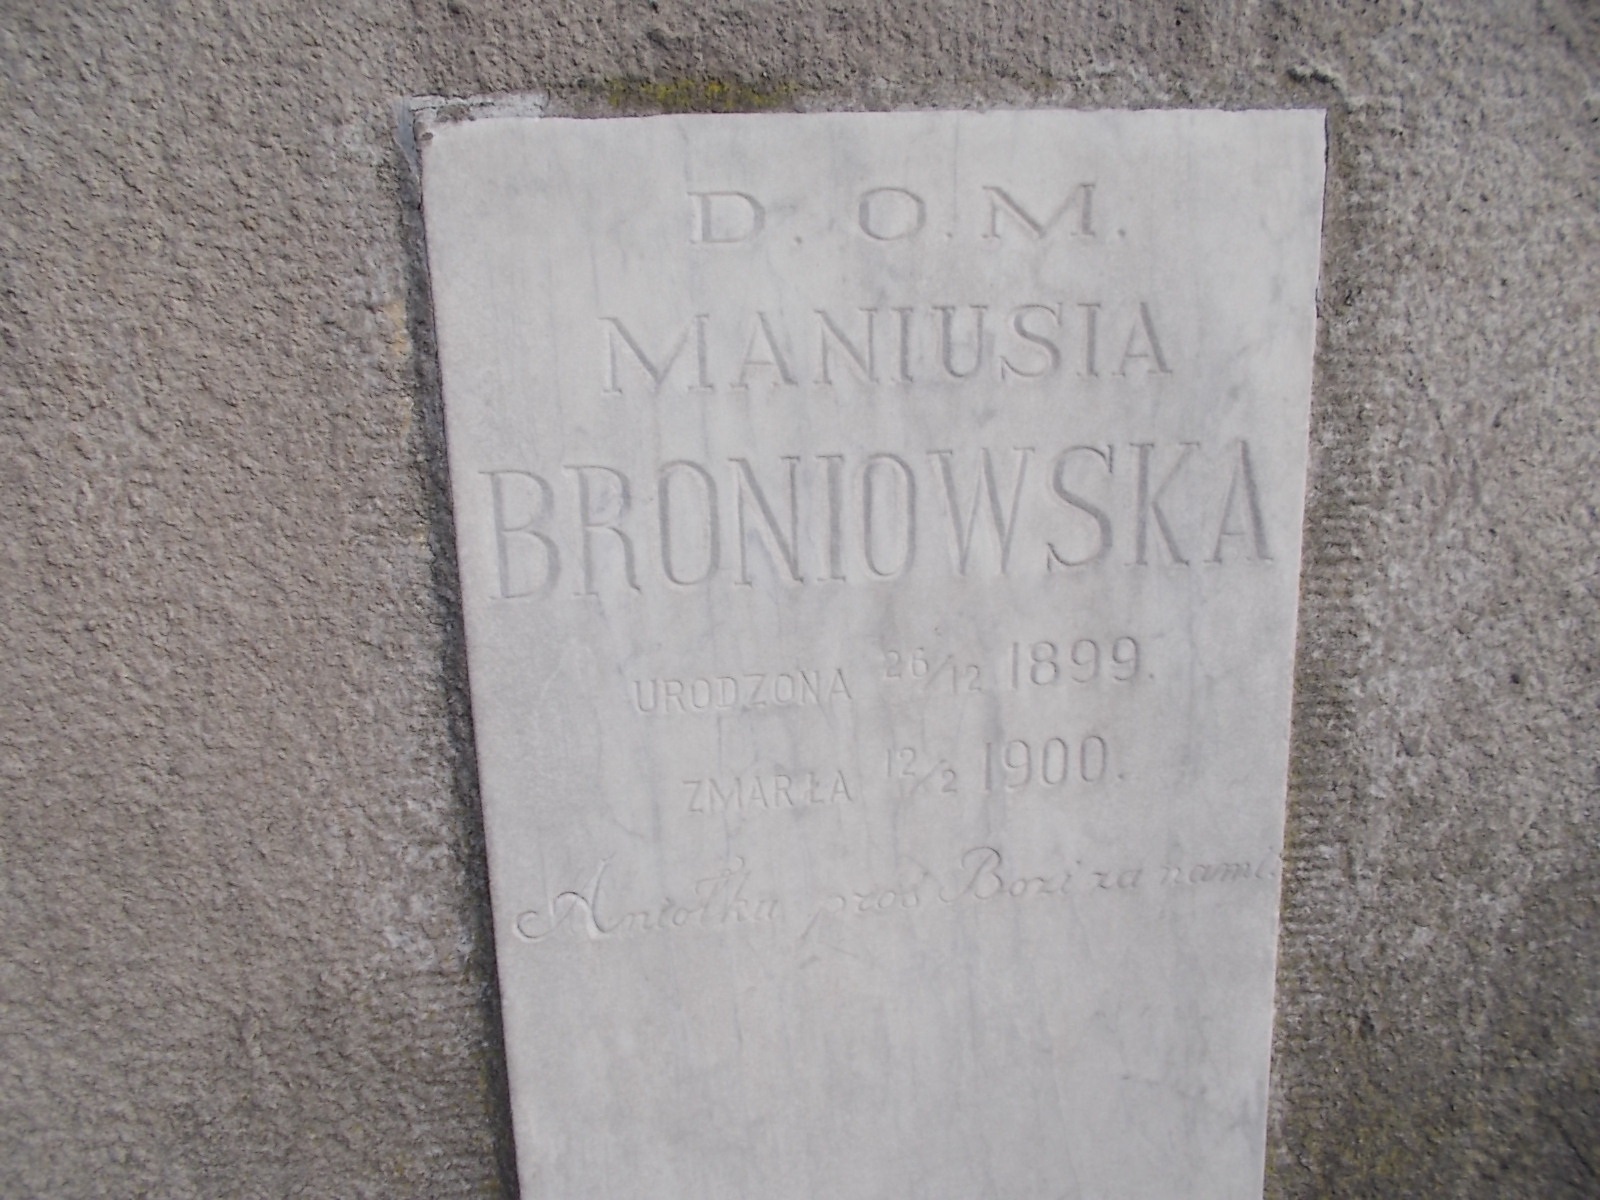 D. O. M.
MANIUSIA
BRONIOWSKA
URODZONA 26/12 1899.
ZMARŁA 12/2 1900.
Aniołku proś Bozi za nami!